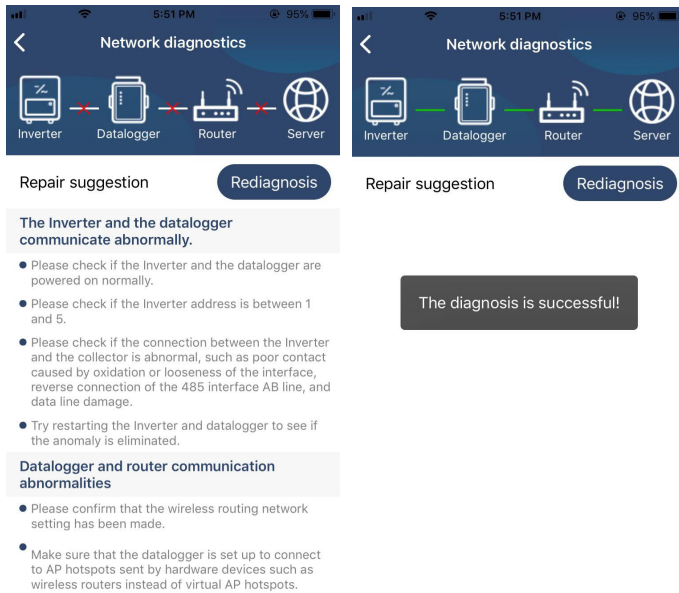 5:51 PM
95%
Network diagnostics
Inverter
Datalogger
Router
Server
Repair suggestion
Rediagnosis
The Inverter and the datalogger
communicate abnormally.
Please check if the Inverter and the datalogger are
powered on normally.
Please check if the Inverter address is between 1
and 5.
Please check if the connection between the Inverter
and the collector is abnormal, such as poor contact
caused by oxidation or looseness of the interface,
reverse connection of the 485 interface AB line, and
data line damage.
Try restarting the Inverter and datalogger to see if
the anomaly is eliminated.
Datalogger and router communication
abnormalities
Please confirm that the wireless routing network
setting has been made.
Make sure that the datalogger is set up to connect
to AP hotspots sent by hardware devices such as
wireless routers instead of virtual AP hotspots.
5:51 PM
95%
Network diagnostics
Inverter
Datalogger
Router
Server
Repair suggestion
Rediagnosis
The diagnosis is successful!